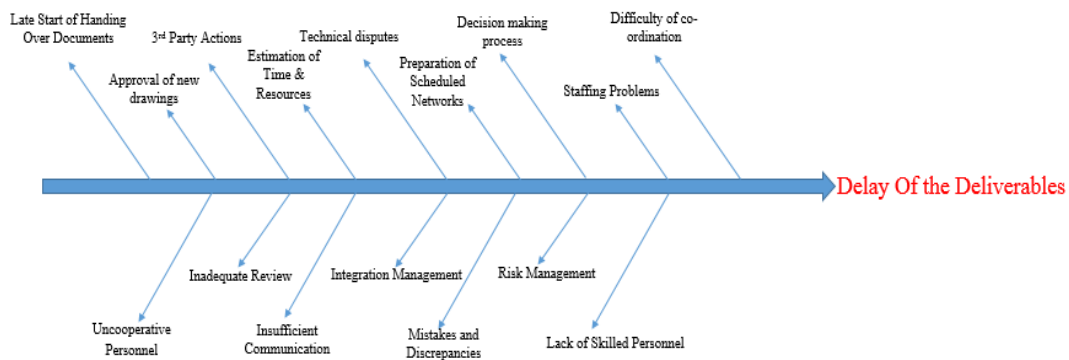 Late Start of Handing
Over Documents
3rd Party Actions
Technical disputes
Decision making
process
Difficulty of co-
ordination
Approval of new
drawings
Estimation of
Time &
Resources
Preparation of
Scheduled
Networks
Staffing Problems
Delay Of the Deliverables
Inadequate Review
Integration Management
Risk Management
Uncooperative
Personnel
Insufficient
Communication
Mistakes and
Discrepancies
Lack of Skilled Personnel